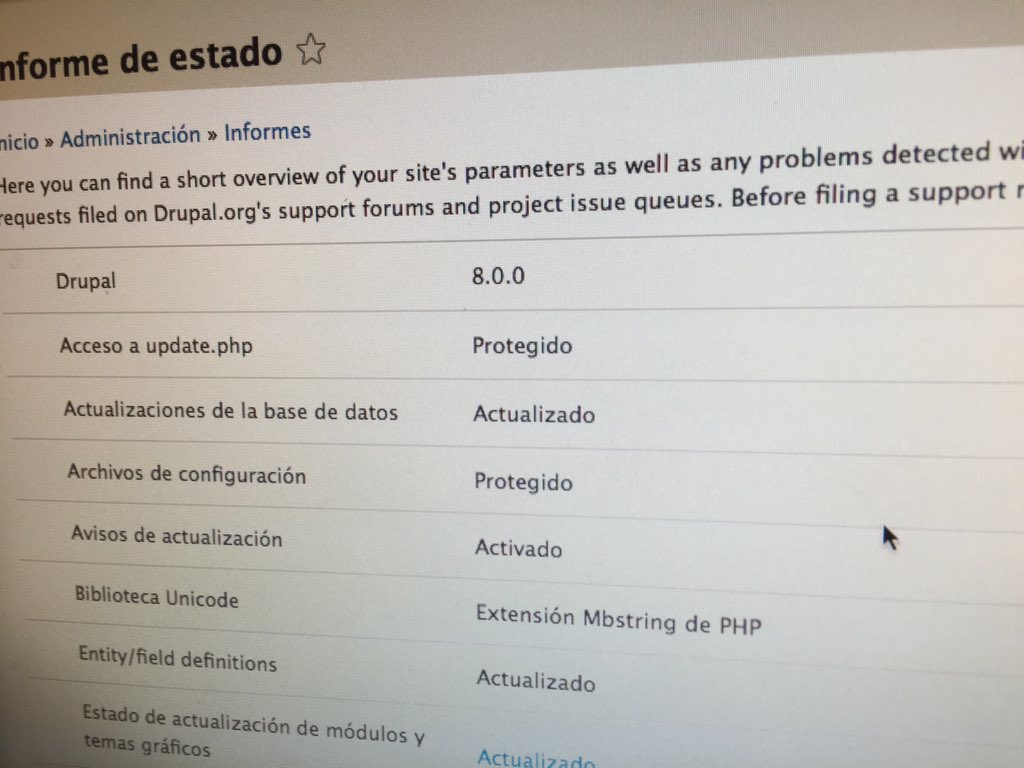 nforme de estado
nicio » Administración » Informes
Here you can find a short overview of your site's parameters as well as any problems detected wi
requests filed on Drupal.org's support forums and project issue queues. Before filing a support r
Drupal 8.0.0
Acceso a update.php Protegido
Actualizaciones de la base de datos Actualizado
Archivos de configuración Protegido
Avisos de actualización Activado
Biblioteca Unicode Extensión Mbstring de PHP
Entity/field definitions Actualizado
Estado de actualización de módulos y
temas gráficos Actualizado